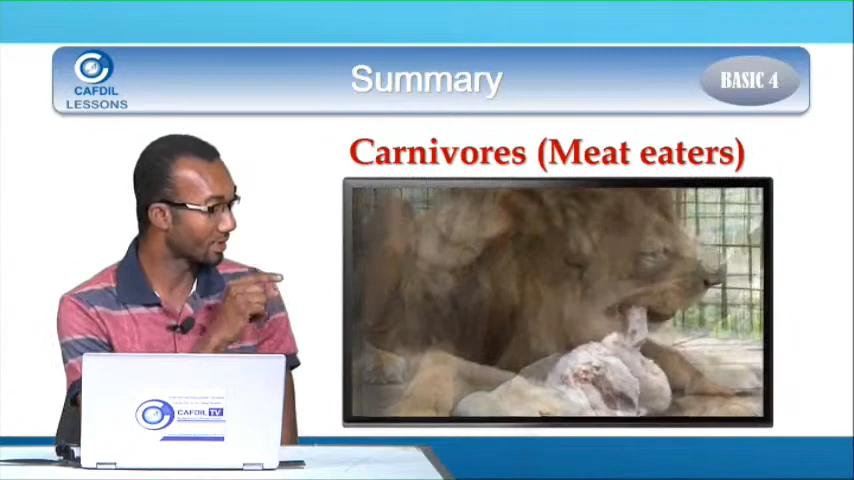 CAFDIL
LESSONS
Summary
BASIC 4
Carnivores (Meat eaters)
CAFDIL TV